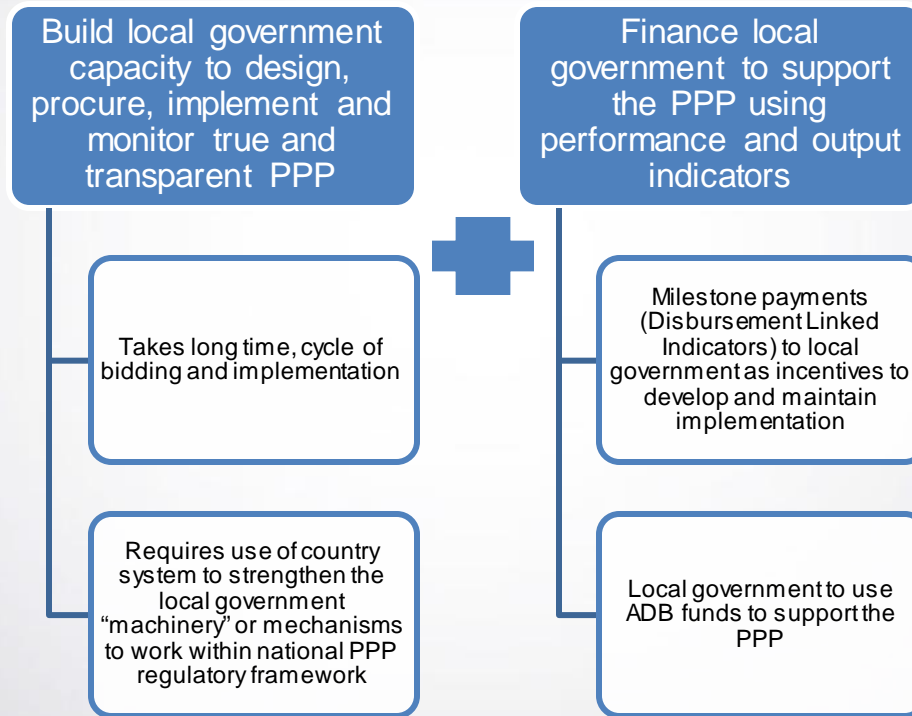 Build local government
capacity to design,
procure, implement and
monitor true and
transparent PPP
Takes long time, cycle of
bidding and implementation
Requires use of country
system to strengthen the
local government
“machinery” or mechanisms
to work within national PPP
regulatory framework
Finance local
government to support
the PPP using
performance and output
indicators
Milestone payments
(Disbursement Linked
Indicators) to local
government as incentives to
develop and maintain
implementation
Local government to use
ADB funds to support the
PPP